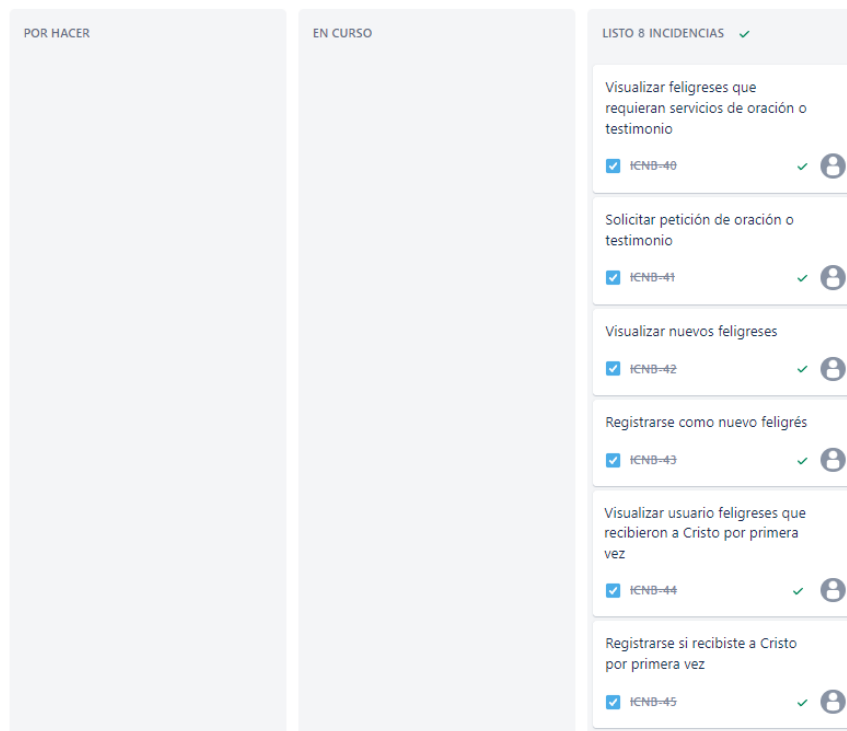 POR HACER
EN CURSO
LISTO 8 INCIDENCIAS
Visualizar feligreses que
requieran servicios de oración o
testimonio
ICNB-40
Solicitar petición de oración o
testimonio
ICNB-41
Visualizar nuevos feligreses
ICNB-42
Registrarse como nuevo feligrés
ICNB-43
Visualizar usuario feligreses que
recibieron a Cristo por primera
vez
ICNB-44
Registrarse si recibiste a Cristo
por primera vez
ICNB-45